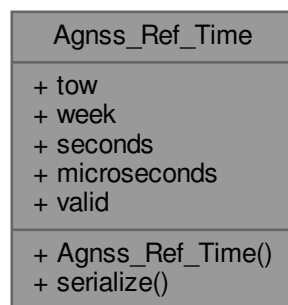 Agnss_Ref_Time
+ tow
+ week
+ seconds
+ microseconds
+ valid
+ Agnss_Ref_Time()
+ serialize()